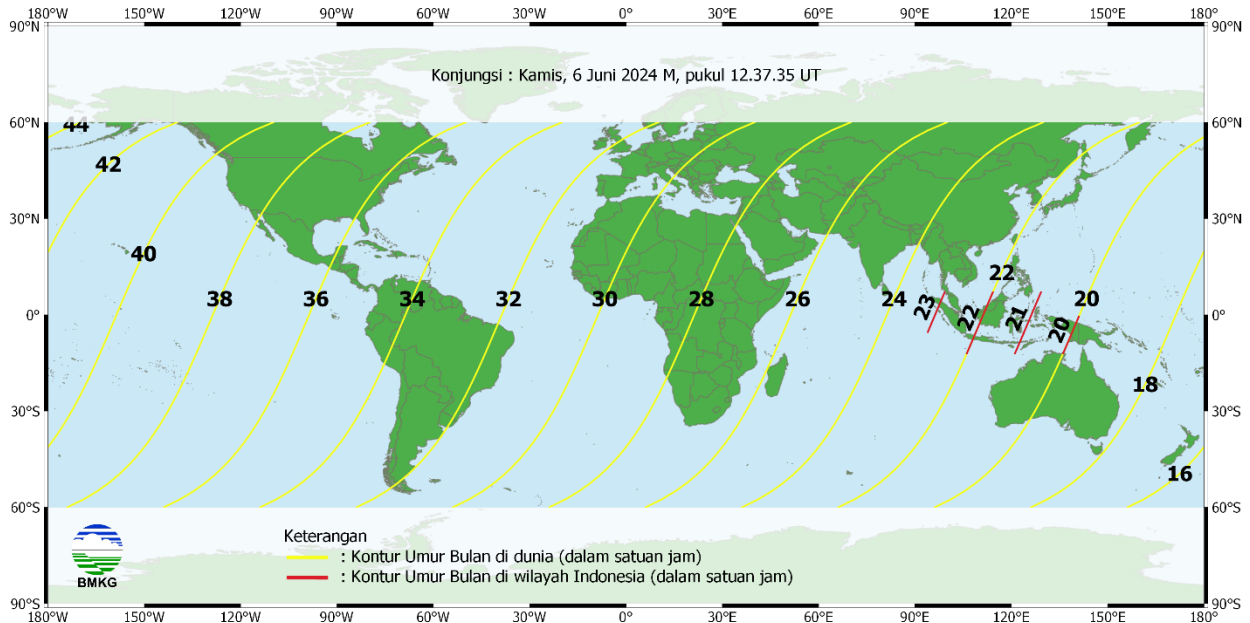 180°W 150°W 120°W 90°W 60°W 30°W 0° 30°E 60°E 90°E 120°E 150°E 180°
90°N 90°N
Konjungsi : Kamis, 6 Juni 2024 M, pukul 12.37.35 UT
60°N 44 60°N
42
30°N 30°N
40
22
38 36 34 32 30 28 26 24 20
0° 23 22 21 20 0°
18
30°S 30°S
16
60°S 60°S
Keterangan
: Kontur Umur Bulan di dunia (dalam satuan jam)
: Kontur Umur Bulan di wilayah Indonesia (dalam satuan jam)
BMKG
90°S 90°S
180°W 150°W 120°W 90°W 60°W 30°W 0° 30°E 60°E 90°E 120°E 150°E 180°